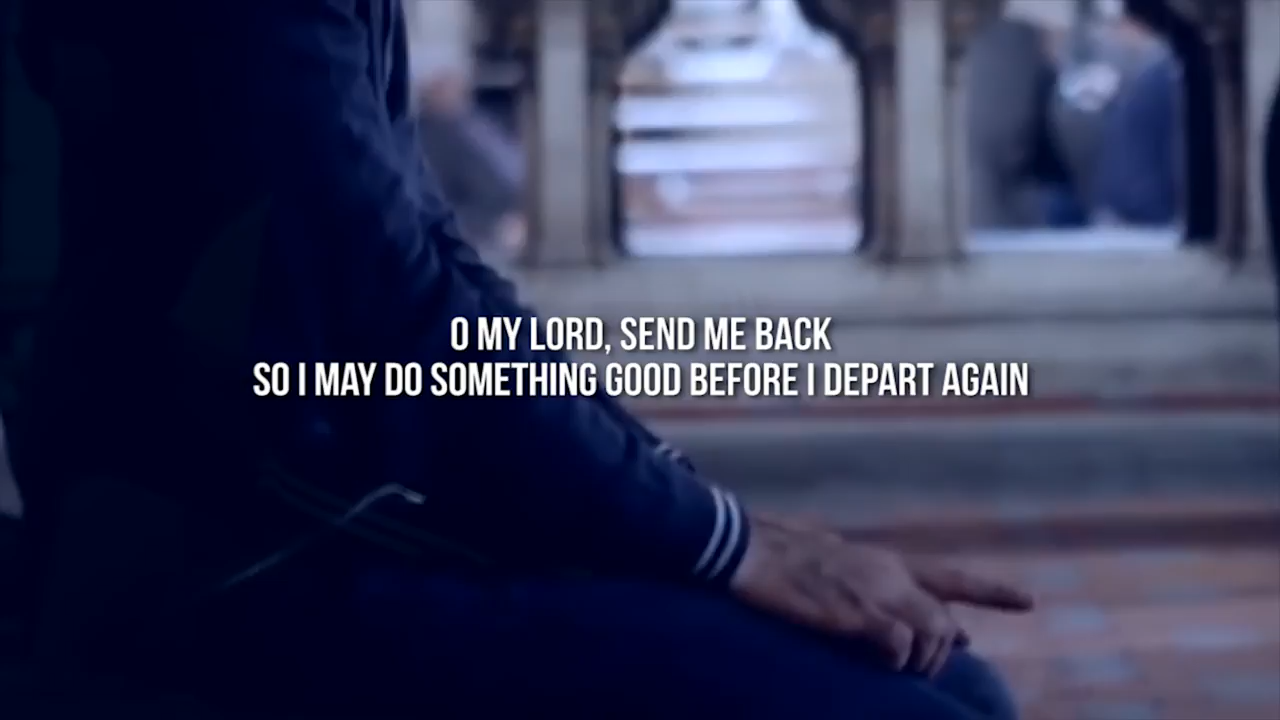 O MY LORD, SEND ME BACK
SO I MAY DO SOMETHING GOOD BEFORE I DEPART AGAIN